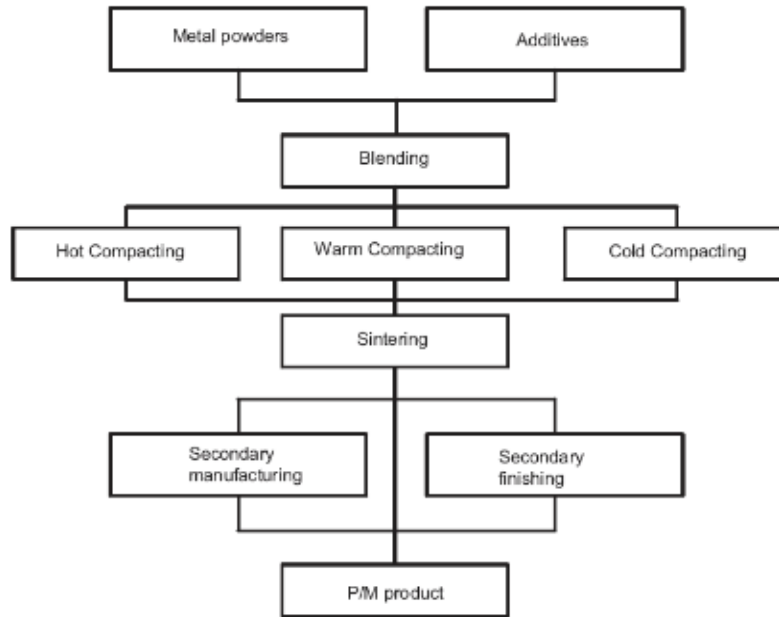 Metal powders
Additives
Blending
Hot Compacting
Warm Compacting
Cold Compacting
Sintering
Secondary
manufacturing
Secondary
finishing
P/M product